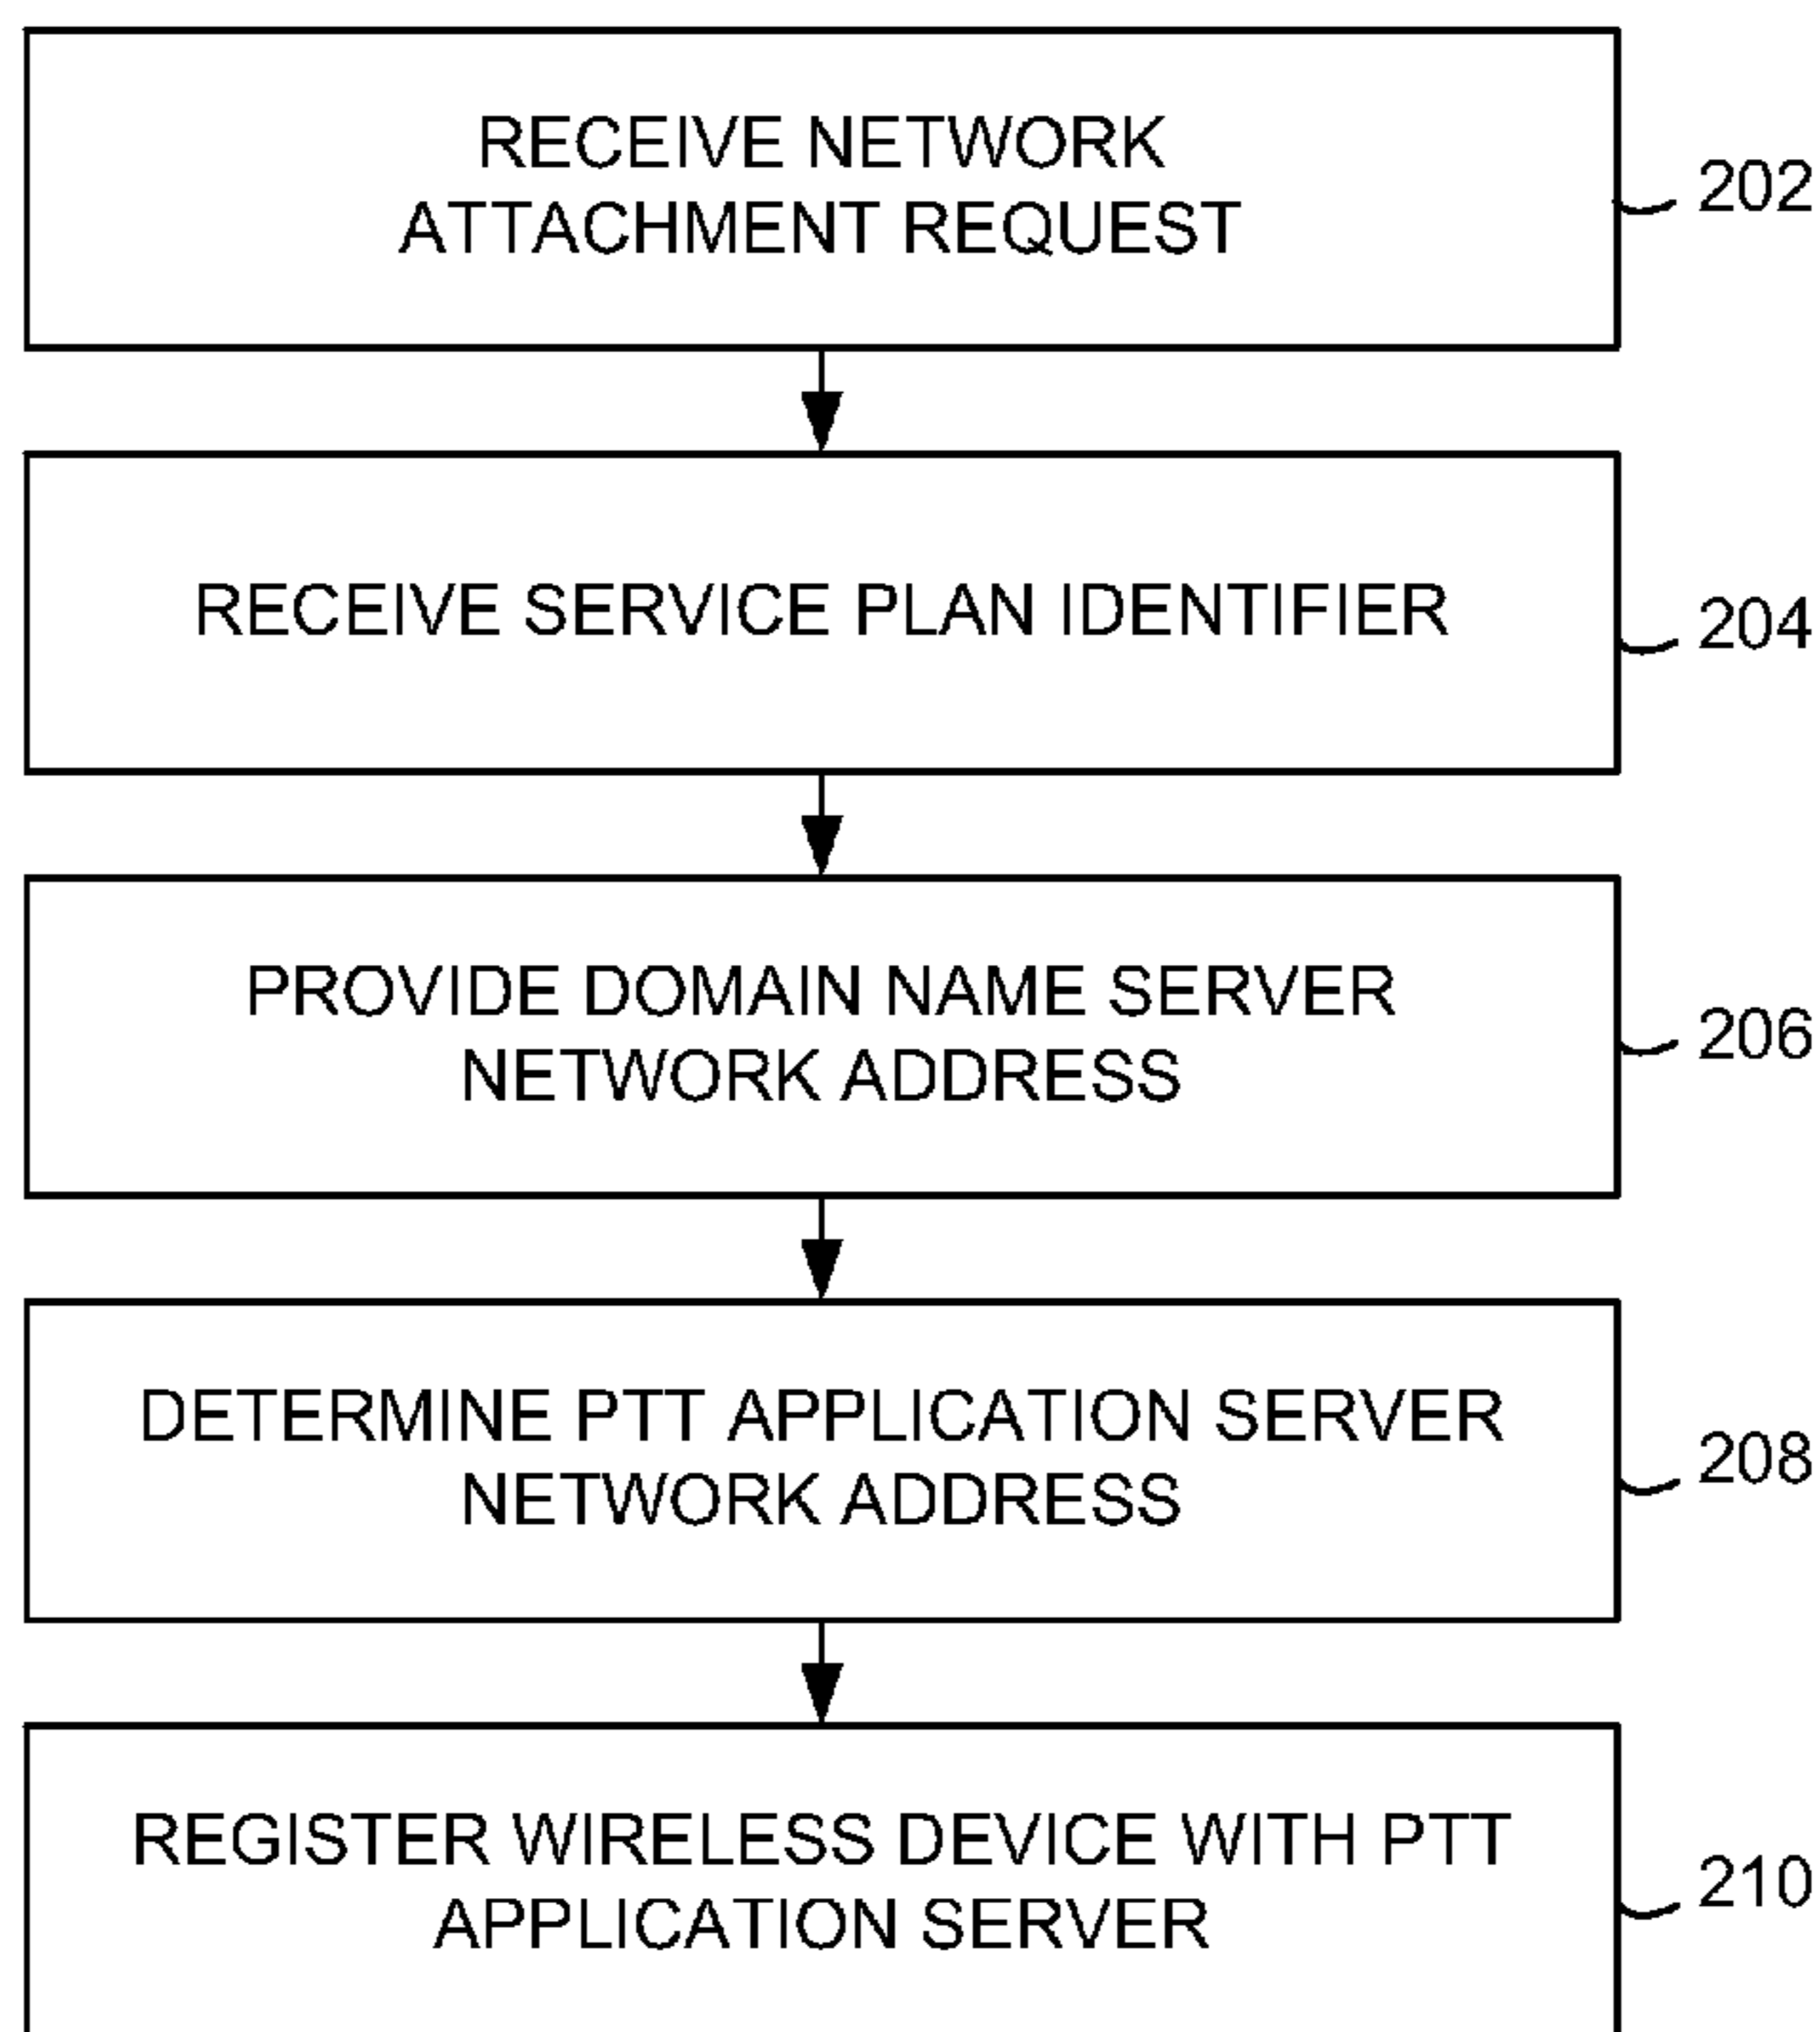 RECEIVE NETWORK
ATTACHMENT REQUEST
202
RECEIVE SERVICE PLAN IDENTIFIER
204
PROVIDE DOMAIN NAME SERVER
NETWORK ADDRESS
206
DETERMINE PTT APPLICATION SERVER
NETWORK ADDRESS
208
REGISTER WIRELESS DEVICE WITH PTT
APPLICATION SERVER
210